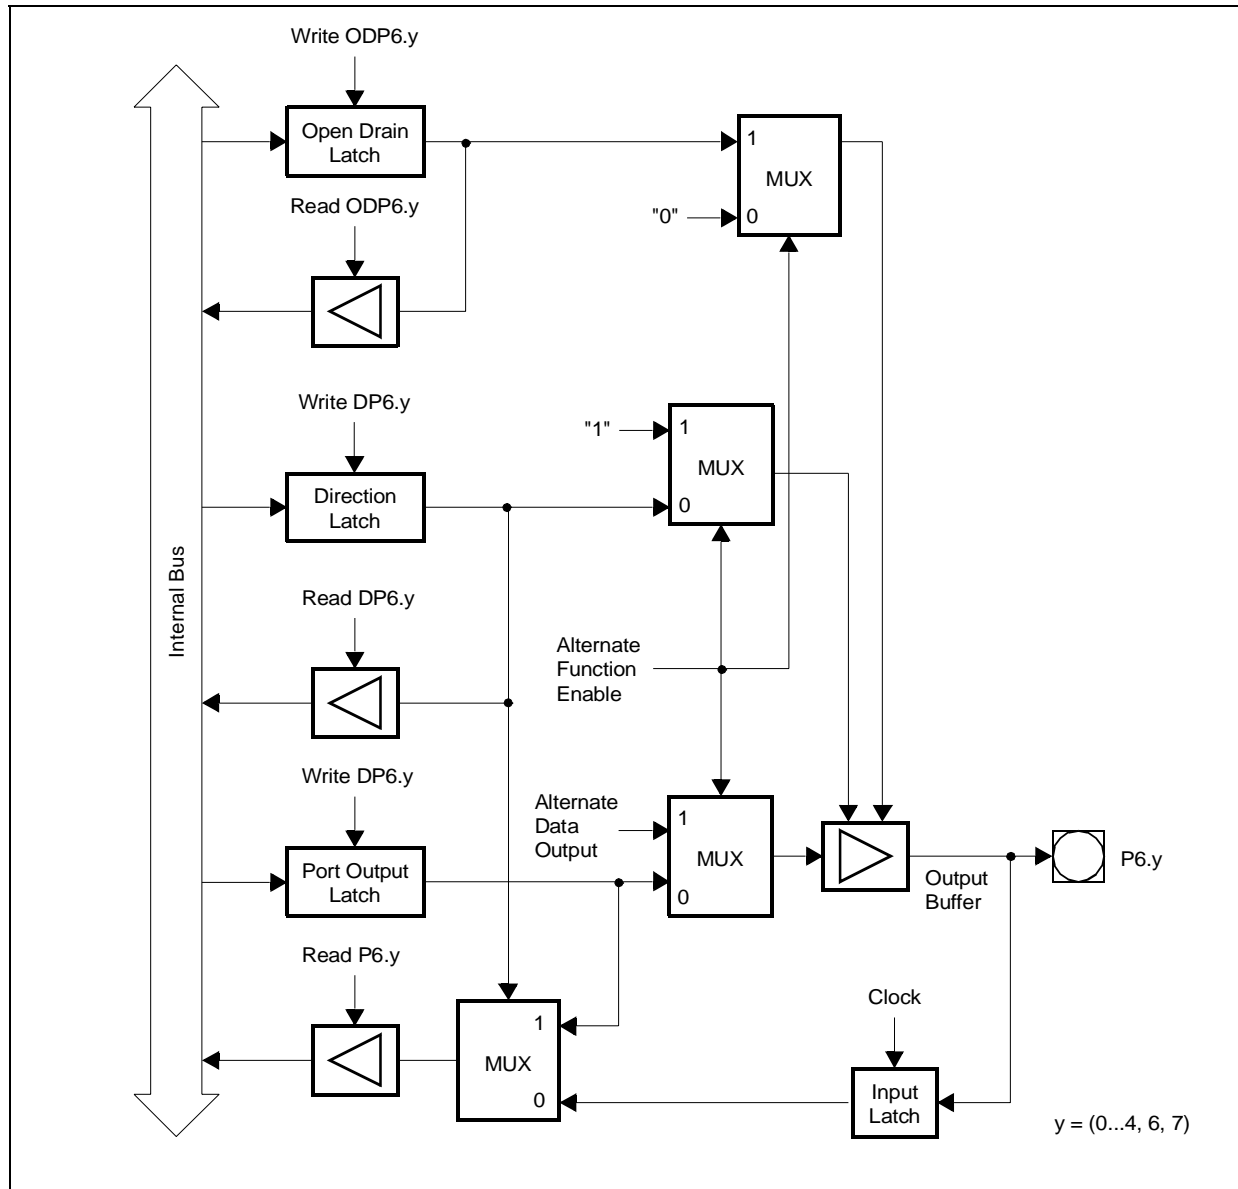 Write ODP6.y
Open Drain
Latch
1
MUX
Read ODP6.y
"0"
0
Write DP6.y
"1"
1
MUX
Direction
Latch
0
Internal Bus
Read DP6.y
Alternate
Function
Enable
Write DP6.y
Alternate
Data
Output
1
MUX
Port Output
Latch
0
Output
Buffer
P6.y
Read P6.y
Clock
1
MUX
0
Input
Latch
y = (0...4, 6, 7)